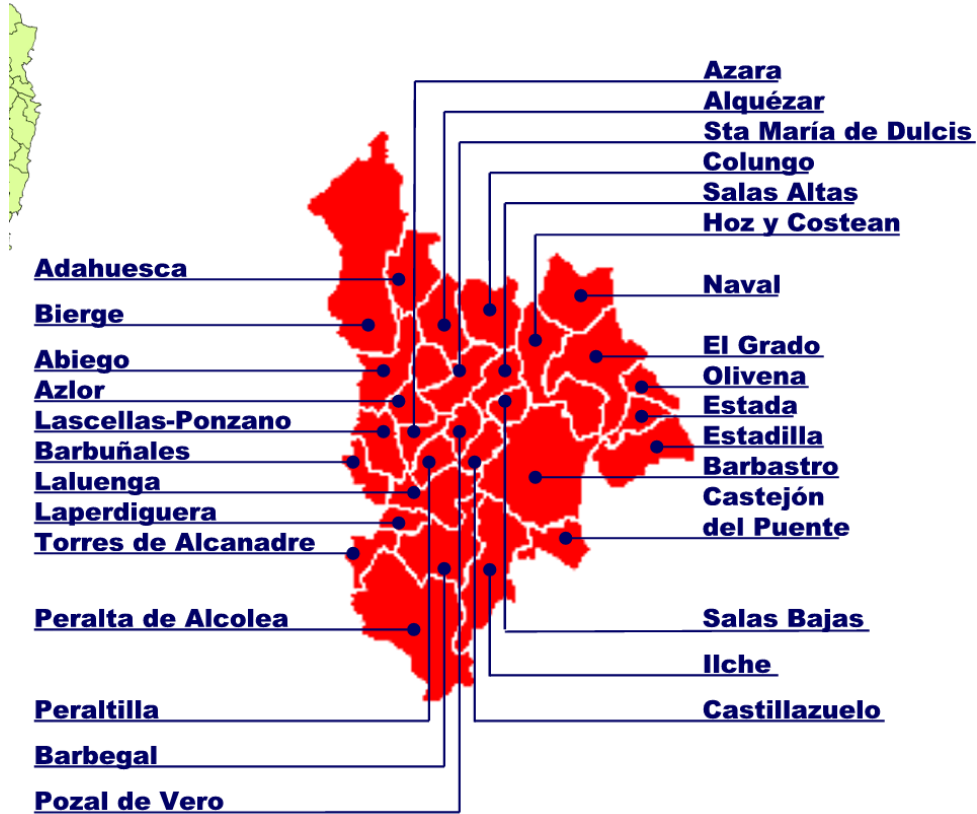 Azara
Alquézar
Sta María de Dulcis
Colungo
Salas Altas
Hoz y Costean
Naval
El Grado
Olivena
Estada
Estadilla
Barbastro
Castejón
del Puente
Salas Bajas
Ilche
Castillazuelo
Adahuesca
Bierge
Abiego
Azlor
Lascellas-Ponzano
Barbuñales
Laluenga
Laperdiguera
Torres de Alcanadre
Peralta de Alcolea
Peraltilla
Barbegal
Pozal de Vero